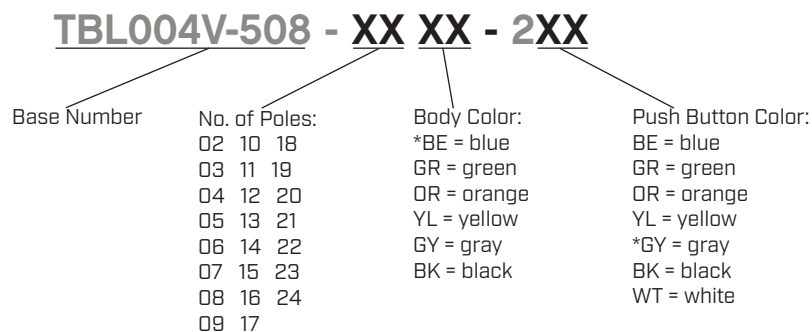 TBL004V-508 - XX XX - 2XX
Base Number
No. of Poles:
02 10 18
03 11 19
04 12 20
05 13 21
06 14 22
07 15 23
08 16 24
09 17
Body Color:
*BE = blue
GR = green
OR = orange
YL = yellow
GY = gray
BK = black
Push Button Color:
BE = blue
GR = green
OR = orange
YL = yellow
*GY = gray
BK = black
WT = white